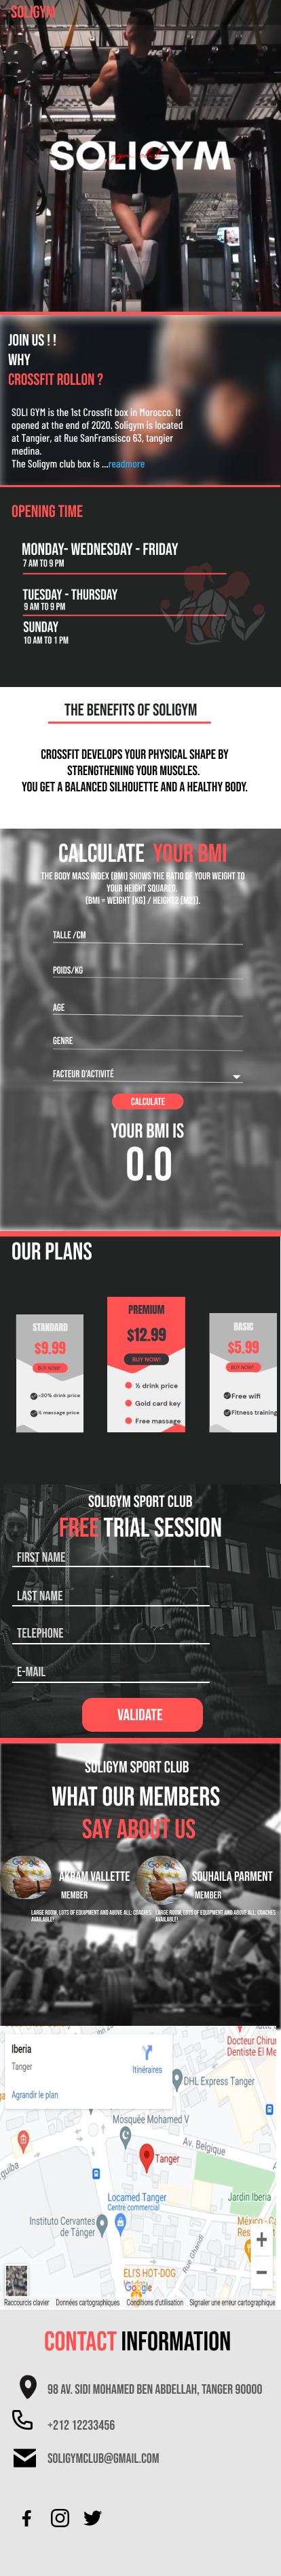 SOLIGYM
SOLIGYM
JOIN US ! !
WHY
CROSSFIT ROLLON ?
SOLI GYM is the 1st Crossfit box in Morocco. It
opened at the end of 2020. Soligym is located
at Tangier, at Rue SanFransisco 63, tangier
medina.
The Soligym club box is ...readmore
OPENING TIME
MONDAY- WEDNESDAY - FRIDAY
7 AM TO 9 PM
TUESDAY - THURSDAY
9 AM TO 9 PM
SUNDAY
10 AM TO 1 PM
THE BENEFITS OF SOLIGYM
CROSSFIT DEVELOPS YOUR PHYSICAL SHAPE BY
STRENGTHENING YOUR MUSCLES.
YOU GET A BALANCED SILHOUETTE AND A HEALTHY BODY.
CALCULATE YOUR BMI
THE BODY MASS INDEX (BMI) SHOWS THE RATIO OF YOUR WEIGHT TO
YOUR HEIGHT SQUARED.
(BMI = WEIGHT [KG] / HEIGHT2 [M2]).
TALLE /CM
POIDS/KG
AGE
GENRE
FACTEUR D'ACTIVITÉ
CALCULATE
YOUR BMI IS
0.0
OUR PLANS
STANDARD
$9.99
BUY NOW!
-30% drink price
½ massage price
PREMIUM
$12.99
BUY NOW!
½ drink price
Gold card key
Free massage
BASIC
$5.99
BUY NOW!
Free wifi
Fitness training
SOLIGYM SPORT CLUB
FREE TRIAL SESSION
FIRST NAME
LAST NAME
TELEPHONE
E-MAIL
VALIDATE
SOLIGYM SPORT CLUB
WHAT OUR MEMBERS
SAY ABOUT US
Google
AKRAM VALLETTE
MEMBER
LARGE ROOM, LOTS OF EQUIPMENT AND ABOVE ALL: COACHES
AVAILABLE!
Google
SOUHAILA PARMENT
MEMBER
LARGE ROOM, LOTS OF EQUIPMENT AND ABOVE ALL: COACHES
AVAILABLE!
Iberia
Tanger
Itinéraires
Agrandir le plan
Docteur Chirur
Dentiste El Me
DHL Express Tanger
Mosquée Mohamed V
Av. Belgique
Tanger
guiba
Locamed Tanger
Centre commercial
Jardin Iberia
Instituto Cervantes
de Tánger
Rue Ghandi
México
Res
ELI'S HOT-DOG
Google
Raccourcis clavier Données cartographiques Conditions d'utilisation Signaler une erreur cartographique
CONTACT INFORMATION
98 AV. SIDI MOHAMED BEN ABDELLAH, TANGER 90000
+212 12233456
SOLIGYMCLUB@GMAIL.COM